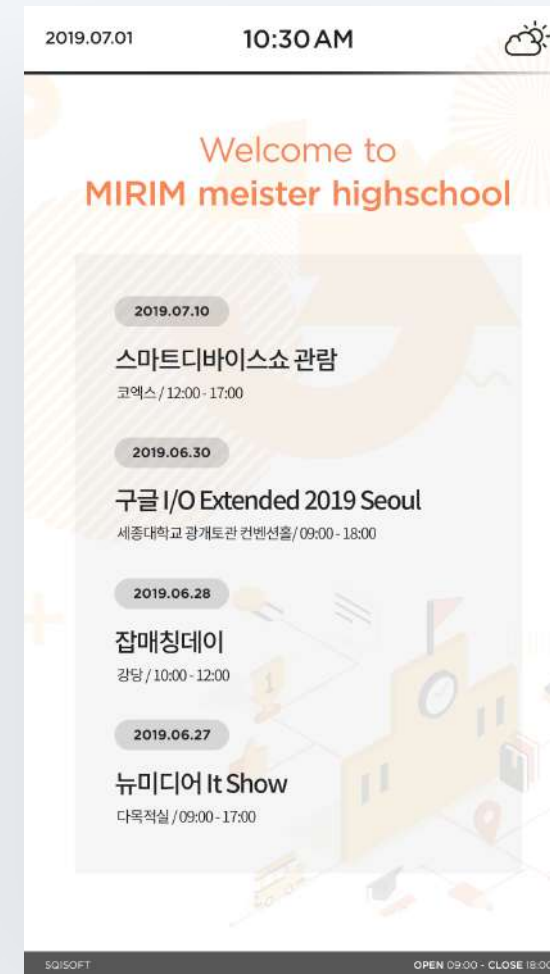 2019.07.01
10:30 AM
Welcome to
MIRIM meister highschool
2019.07.10
스마트디바이스쇼 관람
코엑스 / 12:00 - 17:00
2019.06.30
구글 I/O Extended 2019 Seoul
세종대학교 광개토관 컨벤션홀/ 09:00 - 18:00
2019.06.28
잡매칭데이
강당 / 10:00 - 12:00
2019.06.27
뉴미디어 It Show
다목적실 / 09:00 - 17:00
SQISOFT
OPEN 09:00 - CLOSE 18:00